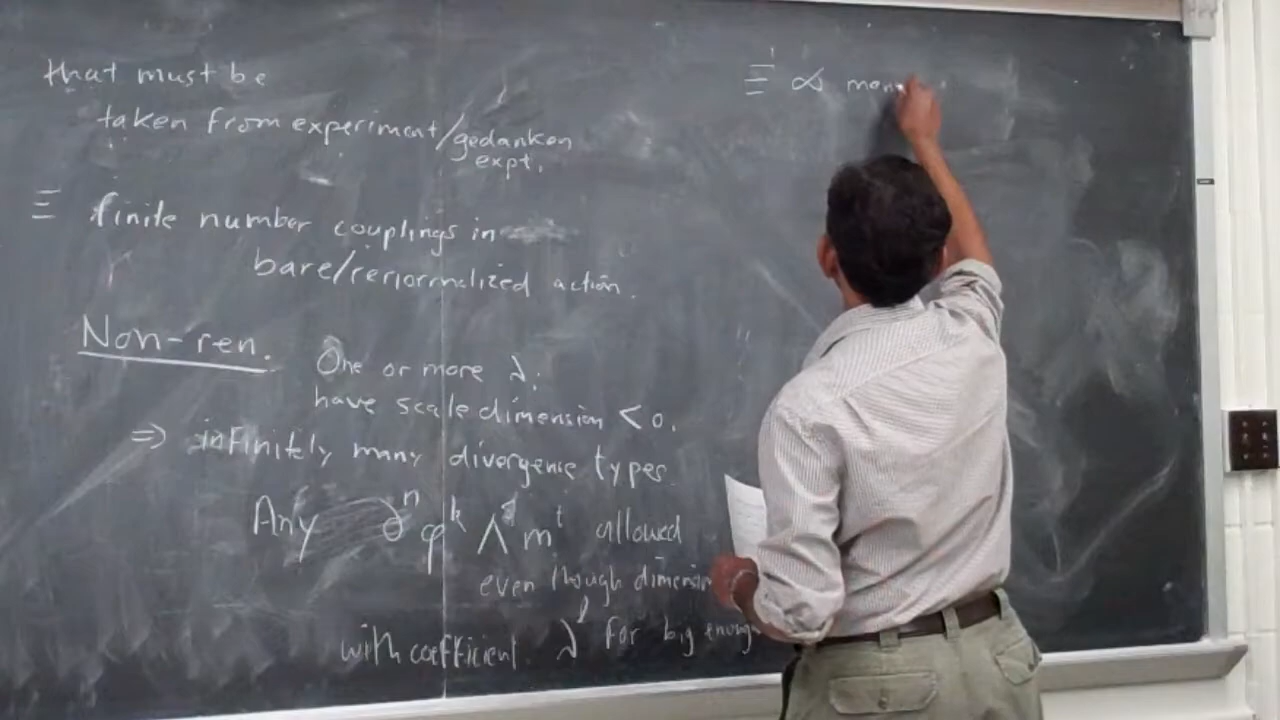 that must be
taken from experiment/gedanken
expt.
Ξ finite number couplings in
bare/renormalized action.
Non-ren. One or more λi
have scale dimension < 0.
⇒ infinitely many divergence types
Any ∂ⁿ φᵏ Λ mᵗ allowed
even though dimension
with coefficient λˡ for big enough
Ξ ∞